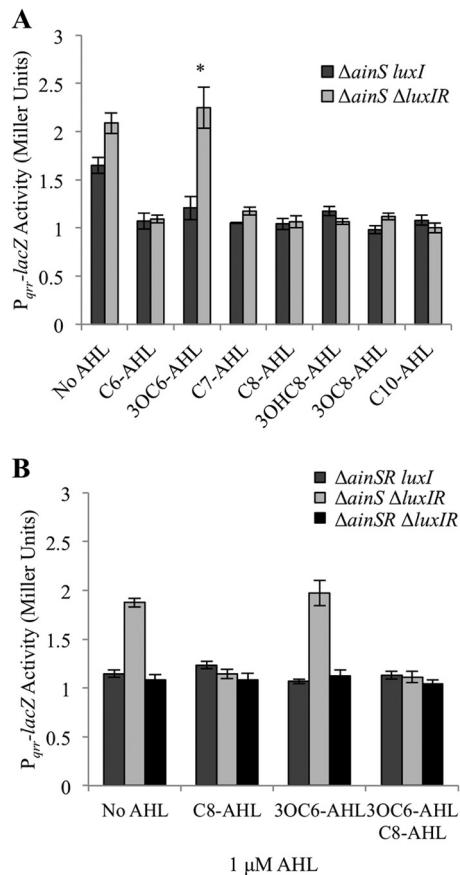 A
P_qrr-lacZ Activity (Miller Units)
3
2.5
2
1.5
1
0.5
0
ΔainS luxI
ΔainS ΔluxIR
*
No AHL
C6-AHL
3OC6-AHL
C7-AHL
C8-AHL
3OHC8-AHL
3OC8-AHL
C10-AHL
B
P_qrr-lacZ Activity (Miller Units)
3
2.5
2
1.5
1
0.5
0
ΔainSR luxI
ΔainS ΔluxIR
ΔainSR ΔluxIR
No AHL
C8-AHL
3OC6-AHL
3OC6-AHL
C8-AHL
1 μM AHL